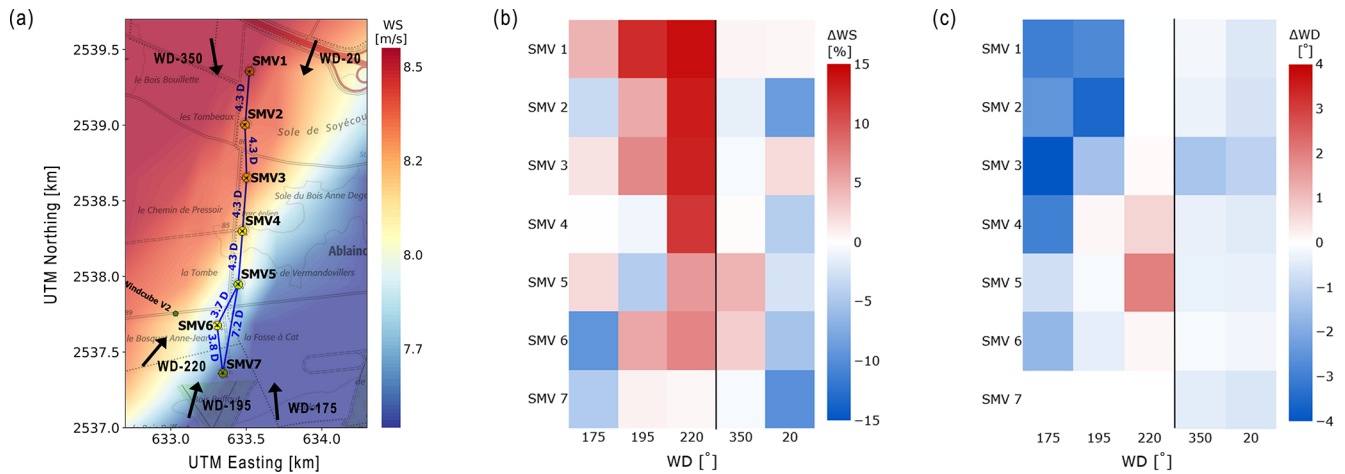 (a)
WS
[m/s]
2539.5
2539.0
2538.5
2538.0
2537.5
2537.0
UTM Northing [km]
633.0
633.5
634.0
UTM Easting [km]
8.5
8.2
8.0
7.7
WD-350
WD-20
SMV1
le Bois Bouillette
4.3 D
SMV2
les Tombeaux
Sole de Soyécou
4.3 D
SMV3
Sole du Bois Anne Dege
4.3 D
le Chemin de Pressoir
SMV4
Ablainc
4.3 D
SMV5
la Tombe
de Vermandovillers
Windcube V2
3.7 D
7.2 D
SMV6
le Bosquet Anne-Jean
la Fosse à Cat
3.8 D
WD-220
SMV7
WD-195
WD-175
(b)
ΔWS
[%]
SMV 1
SMV 2
SMV 3
SMV 4
SMV 5
SMV 6
SMV 7
175
195
220
350
20
WD [°]
15
10
5
0
−5
−10
−15
(c)
ΔWD
[°]
SMV 1
SMV 2
SMV 3
SMV 4
SMV 5
SMV 6
SMV 7
175
195
220
350
20
WD [°]
4
3
2
1
0
−1
−2
−3
−4